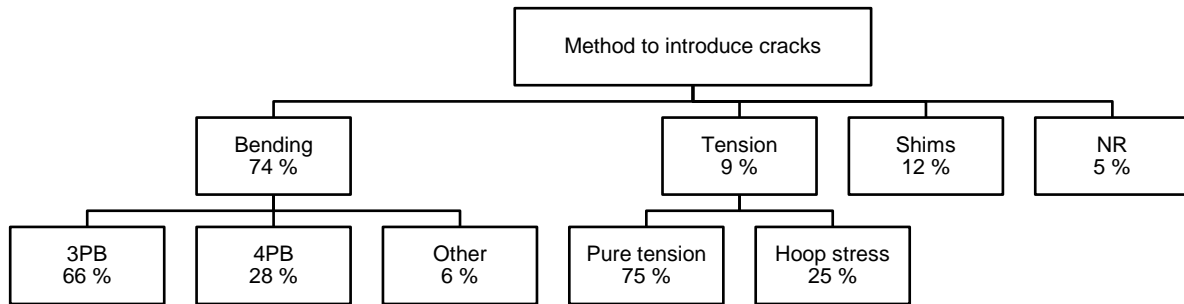 Method to introduce cracks
Bending
74 %
Tension
9 %
Shims
12 %
NR
5 %
3PB
66 %
4PB
28 %
Other
6 %
Pure tension
75 %
Hoop stress
25 %